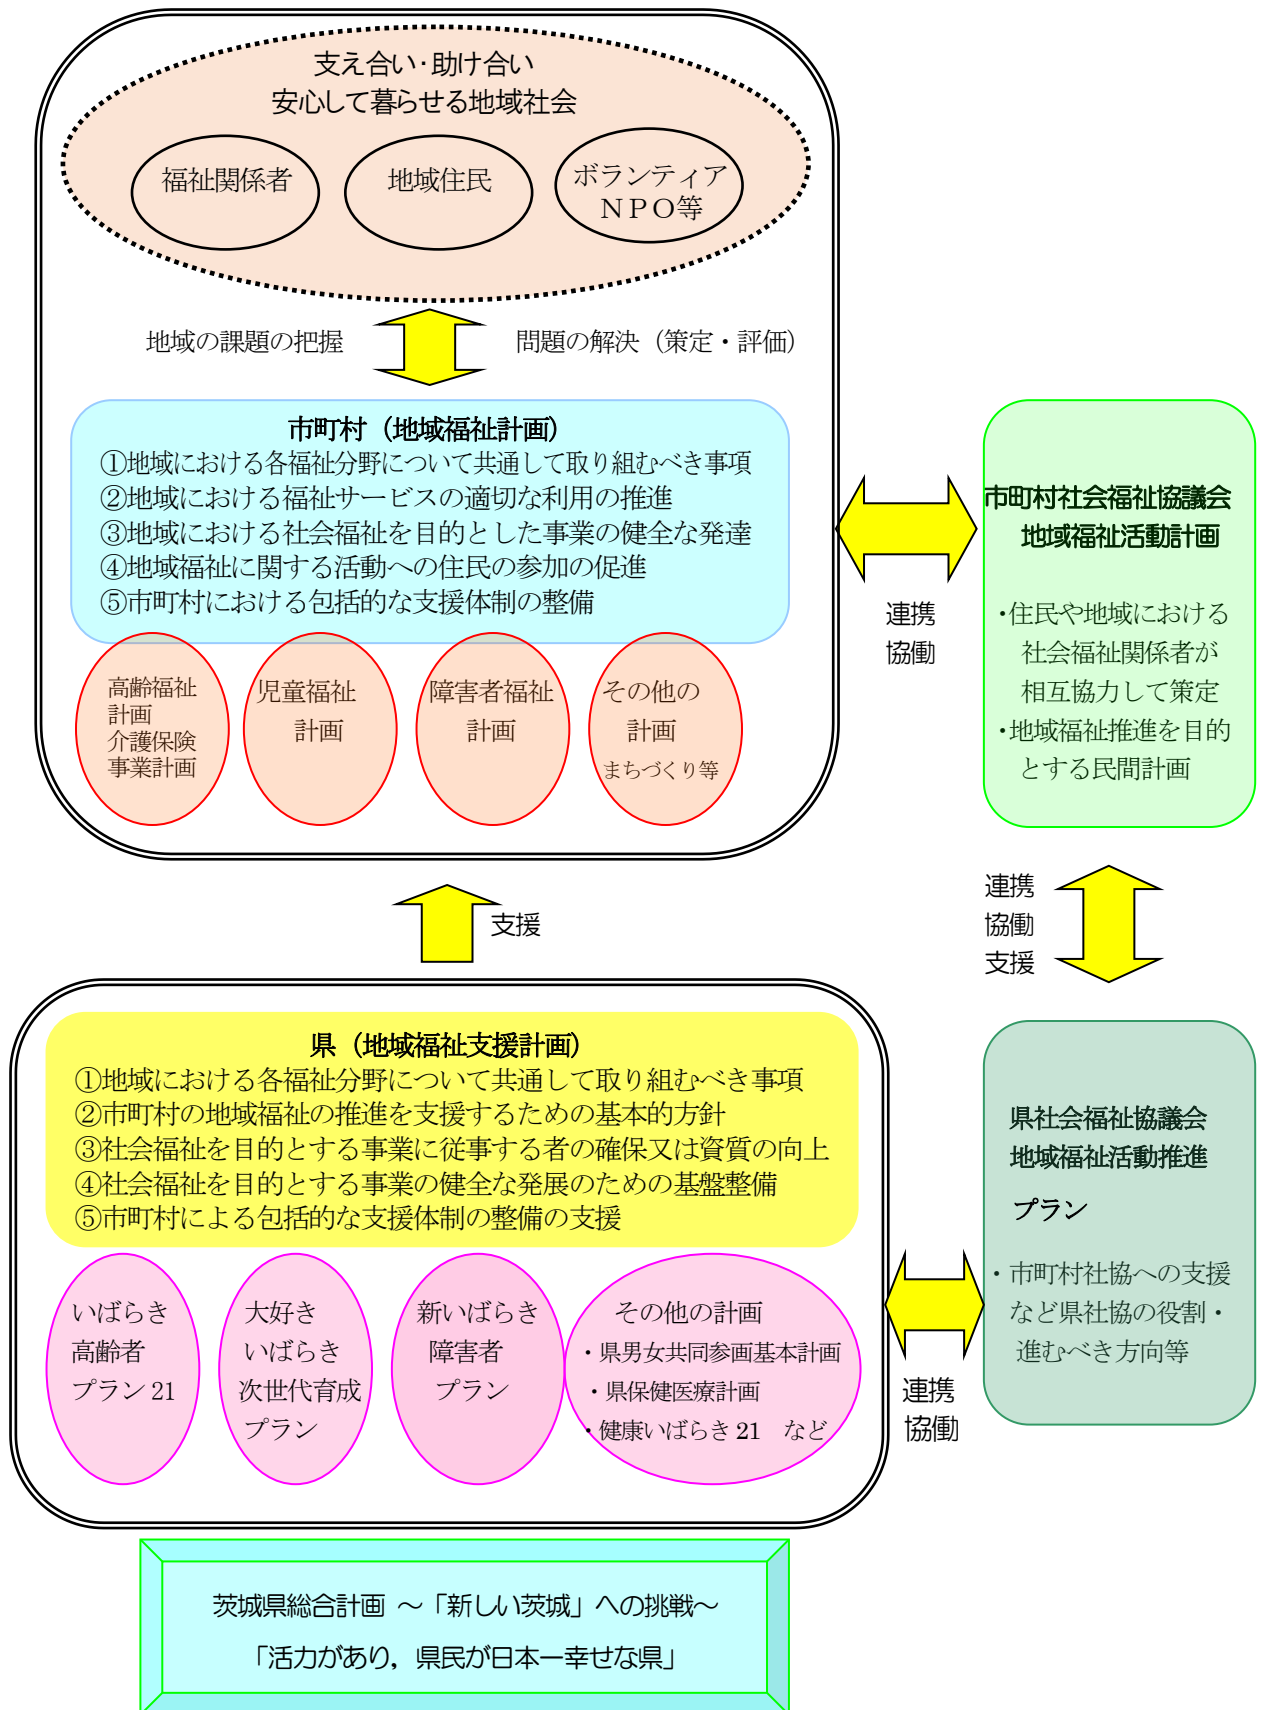 支え合い・助け合い
安心して暮らせる地域社会
福祉関係者
地域住民
ボランティア
ＮＰＯ等
地域の課題の把握
問題の解決（策定・評価）
市町村（地域福祉計画）
①地域における各福祉分野について共通して取り組むべき事項
②地域における福祉サービスの適切な利用の推進
③地域における社会福祉を目的とした事業の健全な発達
④地域福祉に関する活動への住民の参加の促進
⑤市町村における包括的な支援体制の整備
高齢福祉
計画
介護保険
事業計画
児童福祉
計画
障害者福祉
計画
その他の
計画
まちづくり等
連携
協働
市町村社会福祉協議会
地域福祉活動計画
・住民や地域における
社会福祉関係者が
相互協力して策定
・地域福祉推進を目的
とする民間計画
支援
連携
協働
支援
県（地域福祉支援計画）
①地域における各福祉分野について共通して取り組むべき事項
②市町村の地域福祉の推進を支援するための基本的方針
③社会福祉を目的とする事業に従事する者の確保又は資質の向上
④社会福祉を目的とする事業の健全な発展のための基盤整備
⑤市町村による包括的な支援体制の整備の支援
いばらき
高齢者
プラン 21
大好き
いばらき
次世代育成
プラン
新いばらき
障害者
プラン
その他の計画
・県男女共同参画基本計画
・県保健医療計画
・健康いばらき 21　など
連携
協働
県社会福祉協議会
地域福祉活動推進
プラン
・市町村社協への支援
など県社協の役割・
進むべき方向等
茨城県総合計画 ～「新しい茨城」への挑戦～
「活力があり，県民が日本一幸せな県」